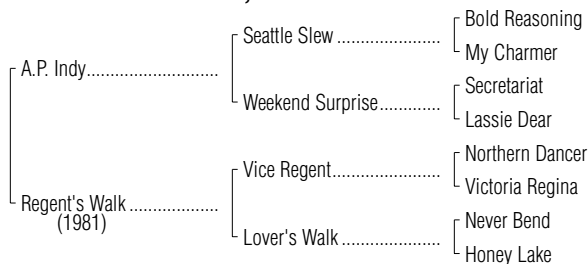 Bold Reasoning
Seattle Slew ..................
My Charmer
A.P. Indy..............................
Secretariat
Weekend Surprise.............
Lassie Dear
Northern Dancer
Vice Regent......................
Victoria Regina
Regent's Walk ....................
(1981)
Never Bend
Lover's Walk ....................
Honey Lake